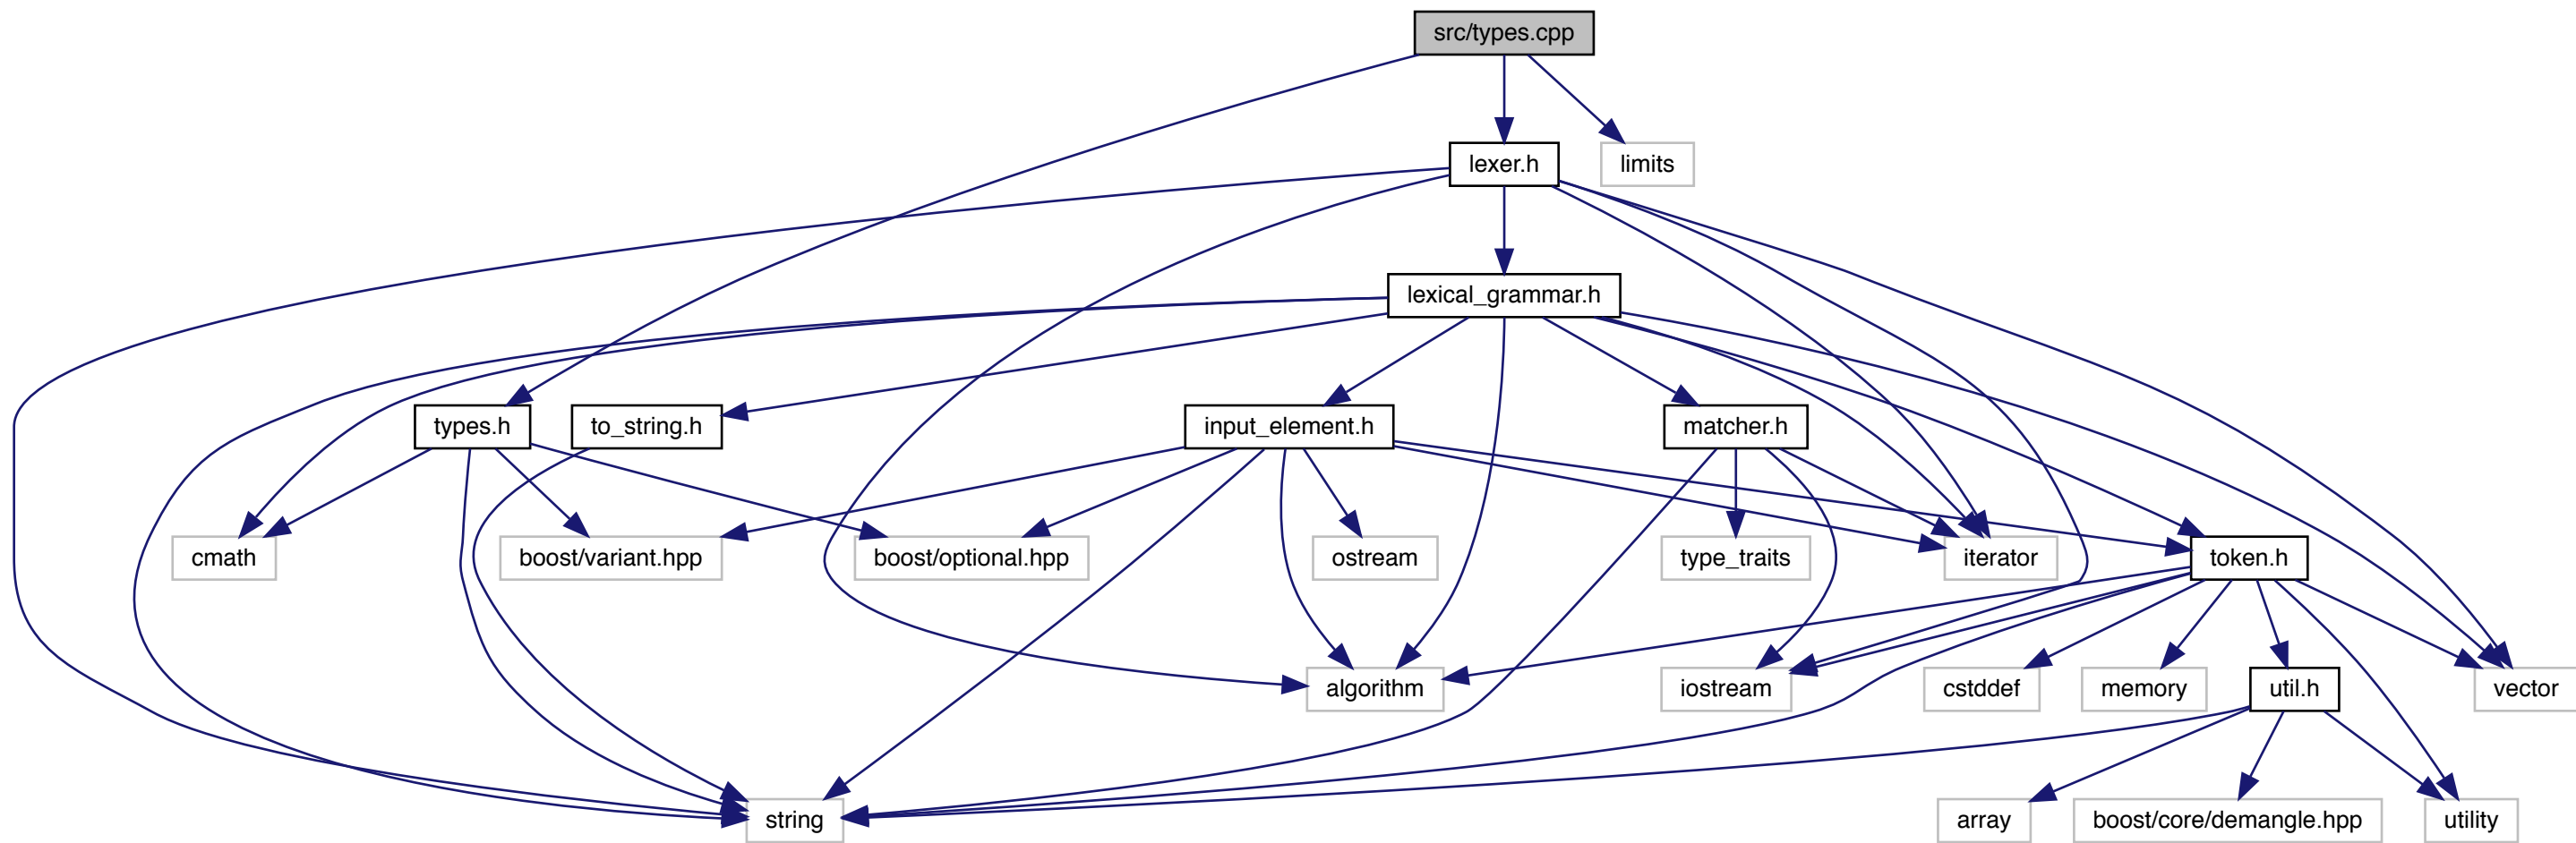 src/types.cpp
lexer.h
limits
lexical_grammar.h
types.h
to_string.h
input_element.h
matcher.h
cmath
boost/variant.hpp
boost/optional.hpp
ostream
type_traits
iterator
token.h
algorithm
iostream
cstddef
memory
util.h
vector
string
array
boost/core/demangle.hpp
utility